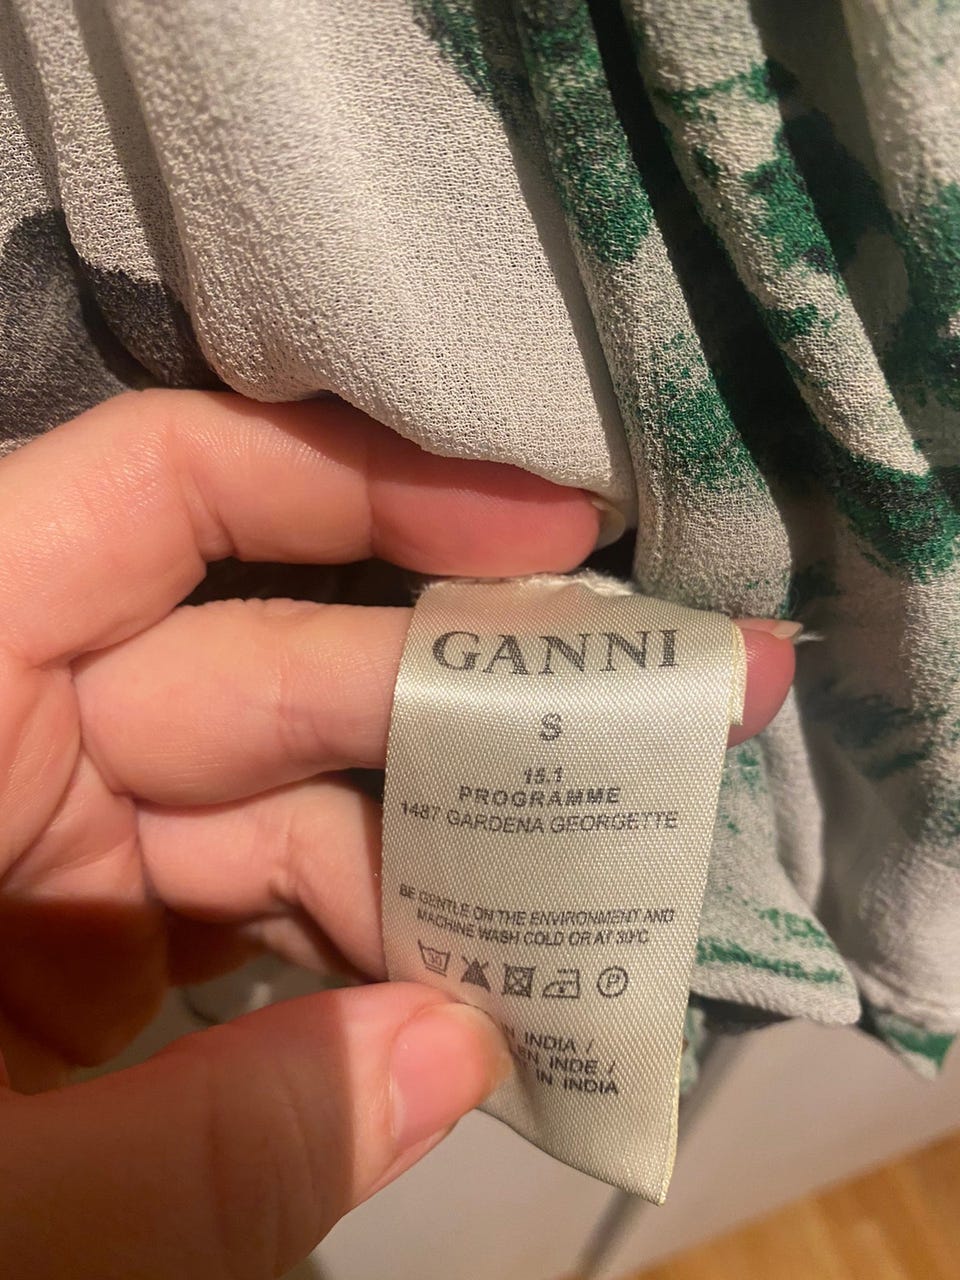 GANNI
S
15.1
PROGRAMME
1487 GARDENA GEORGETTE
BE GENTLE ON THE ENVIRONMENT AND
MACHINE WASH COLD OR AT 30°C
30 P
INDIA /
EN INDE /
IN INDIA